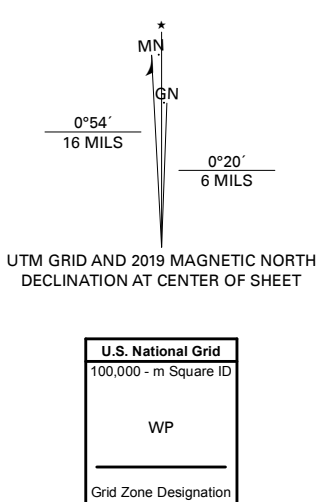 ★
MN
GN
0°54´
16 MILS
0°20´
6 MILS
UTM GRID AND 2019 MAGNETIC NORTH
DECLINATION AT CENTER OF SHEET
U.S. National Grid
100,000 - m Square ID
WP
Grid Zone Designation